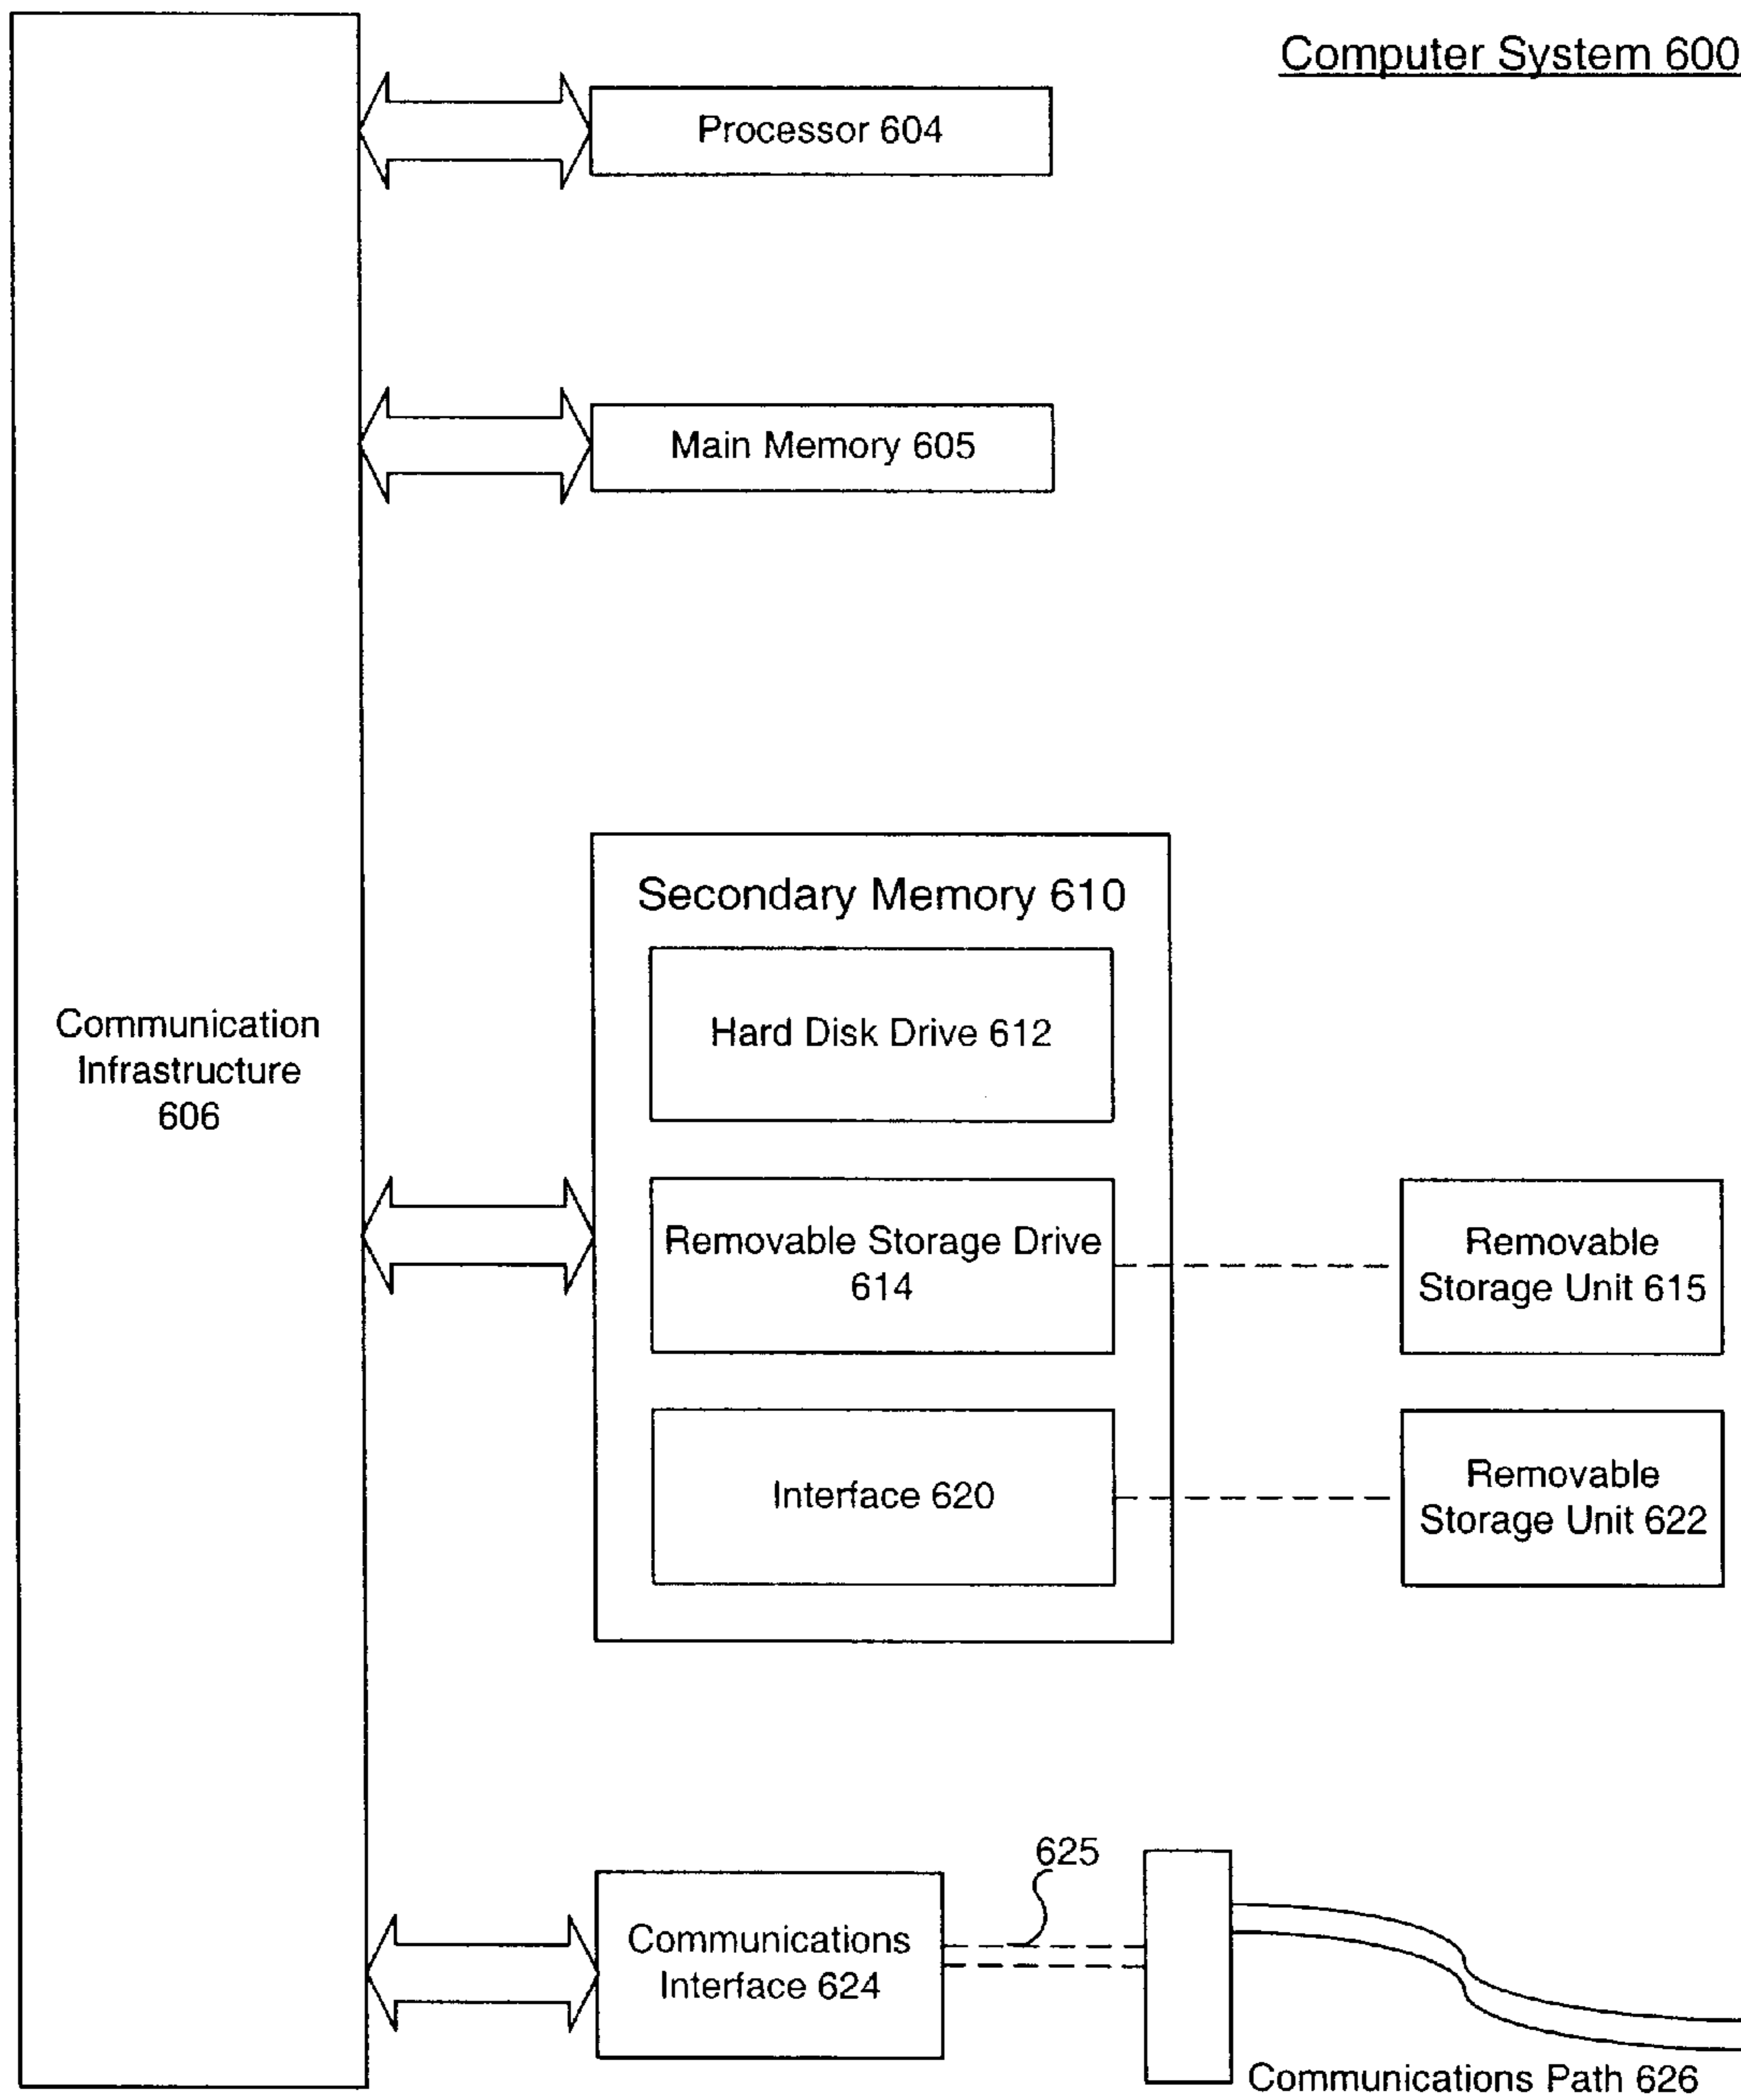 Computer System 600
Processor 604
Main Memory 605
Secondary Memory 610
Hard Disk Drive 612
Communication
Infrastructure
606
Removable Storage Drive
614
Removable
Storage Unit 615
Interface 620
Removable
Storage Unit 622
625
Communications
Interface 624
Communications Path 626